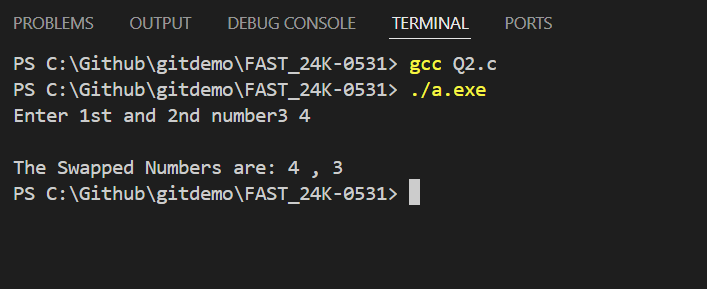 PROBLEMS OUTPUT DEBUG CONSOLE TERMINAL PORTS
PS C:\Github\gitdemo\FAST_24K-0531> gcc Q2.c
PS C:\Github\gitdemo\FAST_24K-0531> ./a.exe
Enter 1st and 2nd number3 4
The Swapped Numbers are: 4 , 3
PS C:\Github\gitdemo\FAST_24K-0531>